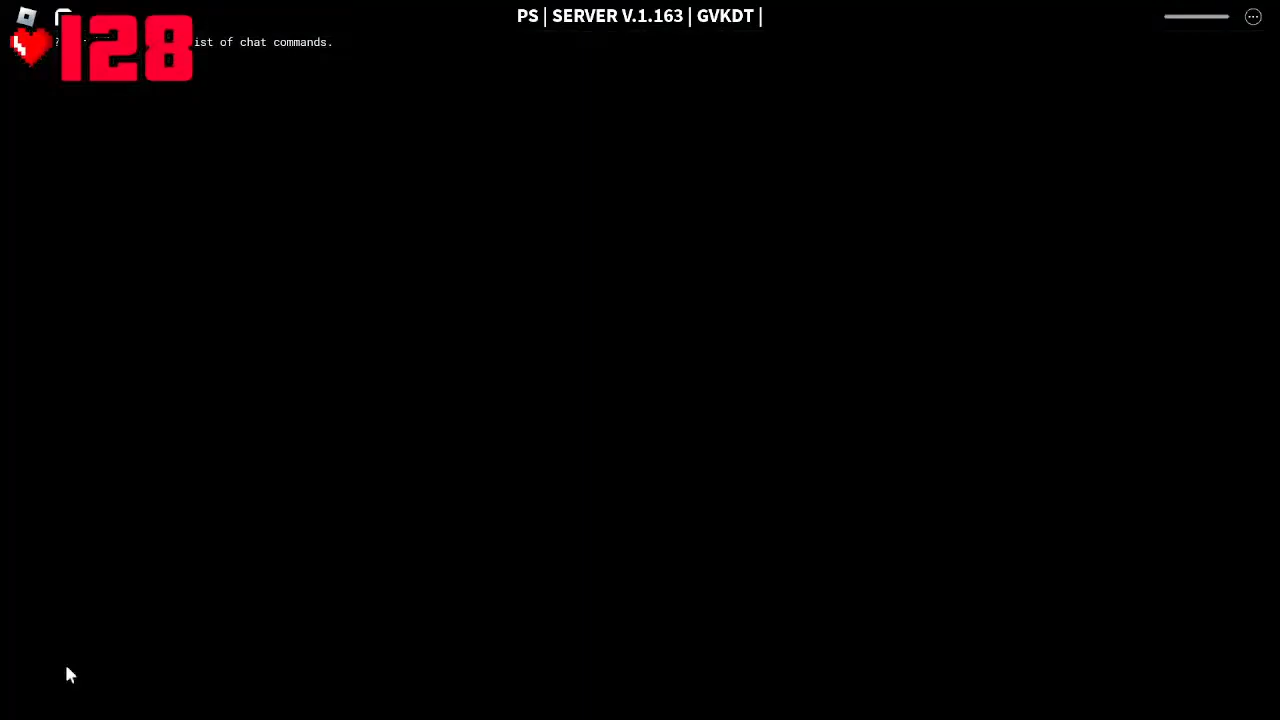 PS | SERVER V.1.163 | GVKDT |
128
ist of chat commands.